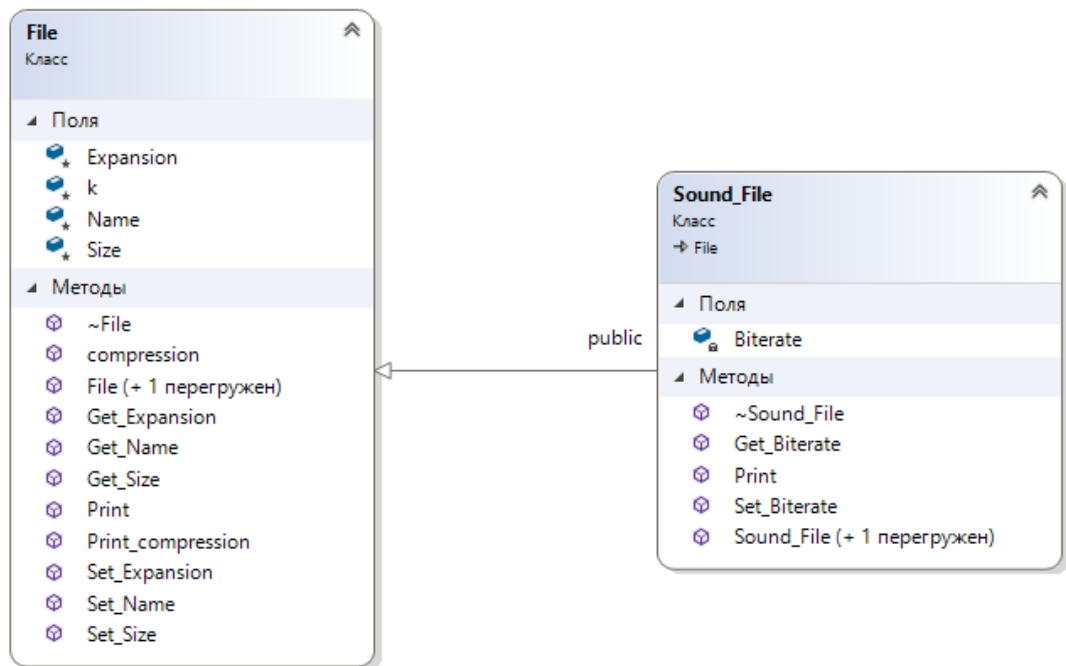 File
Класс
Поля
Expansion
k
Name
Size
Методы
~File
compression
File (+ 1 перегружен)
Get_Expansion
Get_Name
Get_Size
Print
Print_compression
Set_Expansion
Set_Name
Set_Size
public
Sound_File
Класс
File
Поля
Biterate
Методы
~Sound_File
Get_Biterate
Print
Set_Biterate
Sound_File (+ 1 перегружен)